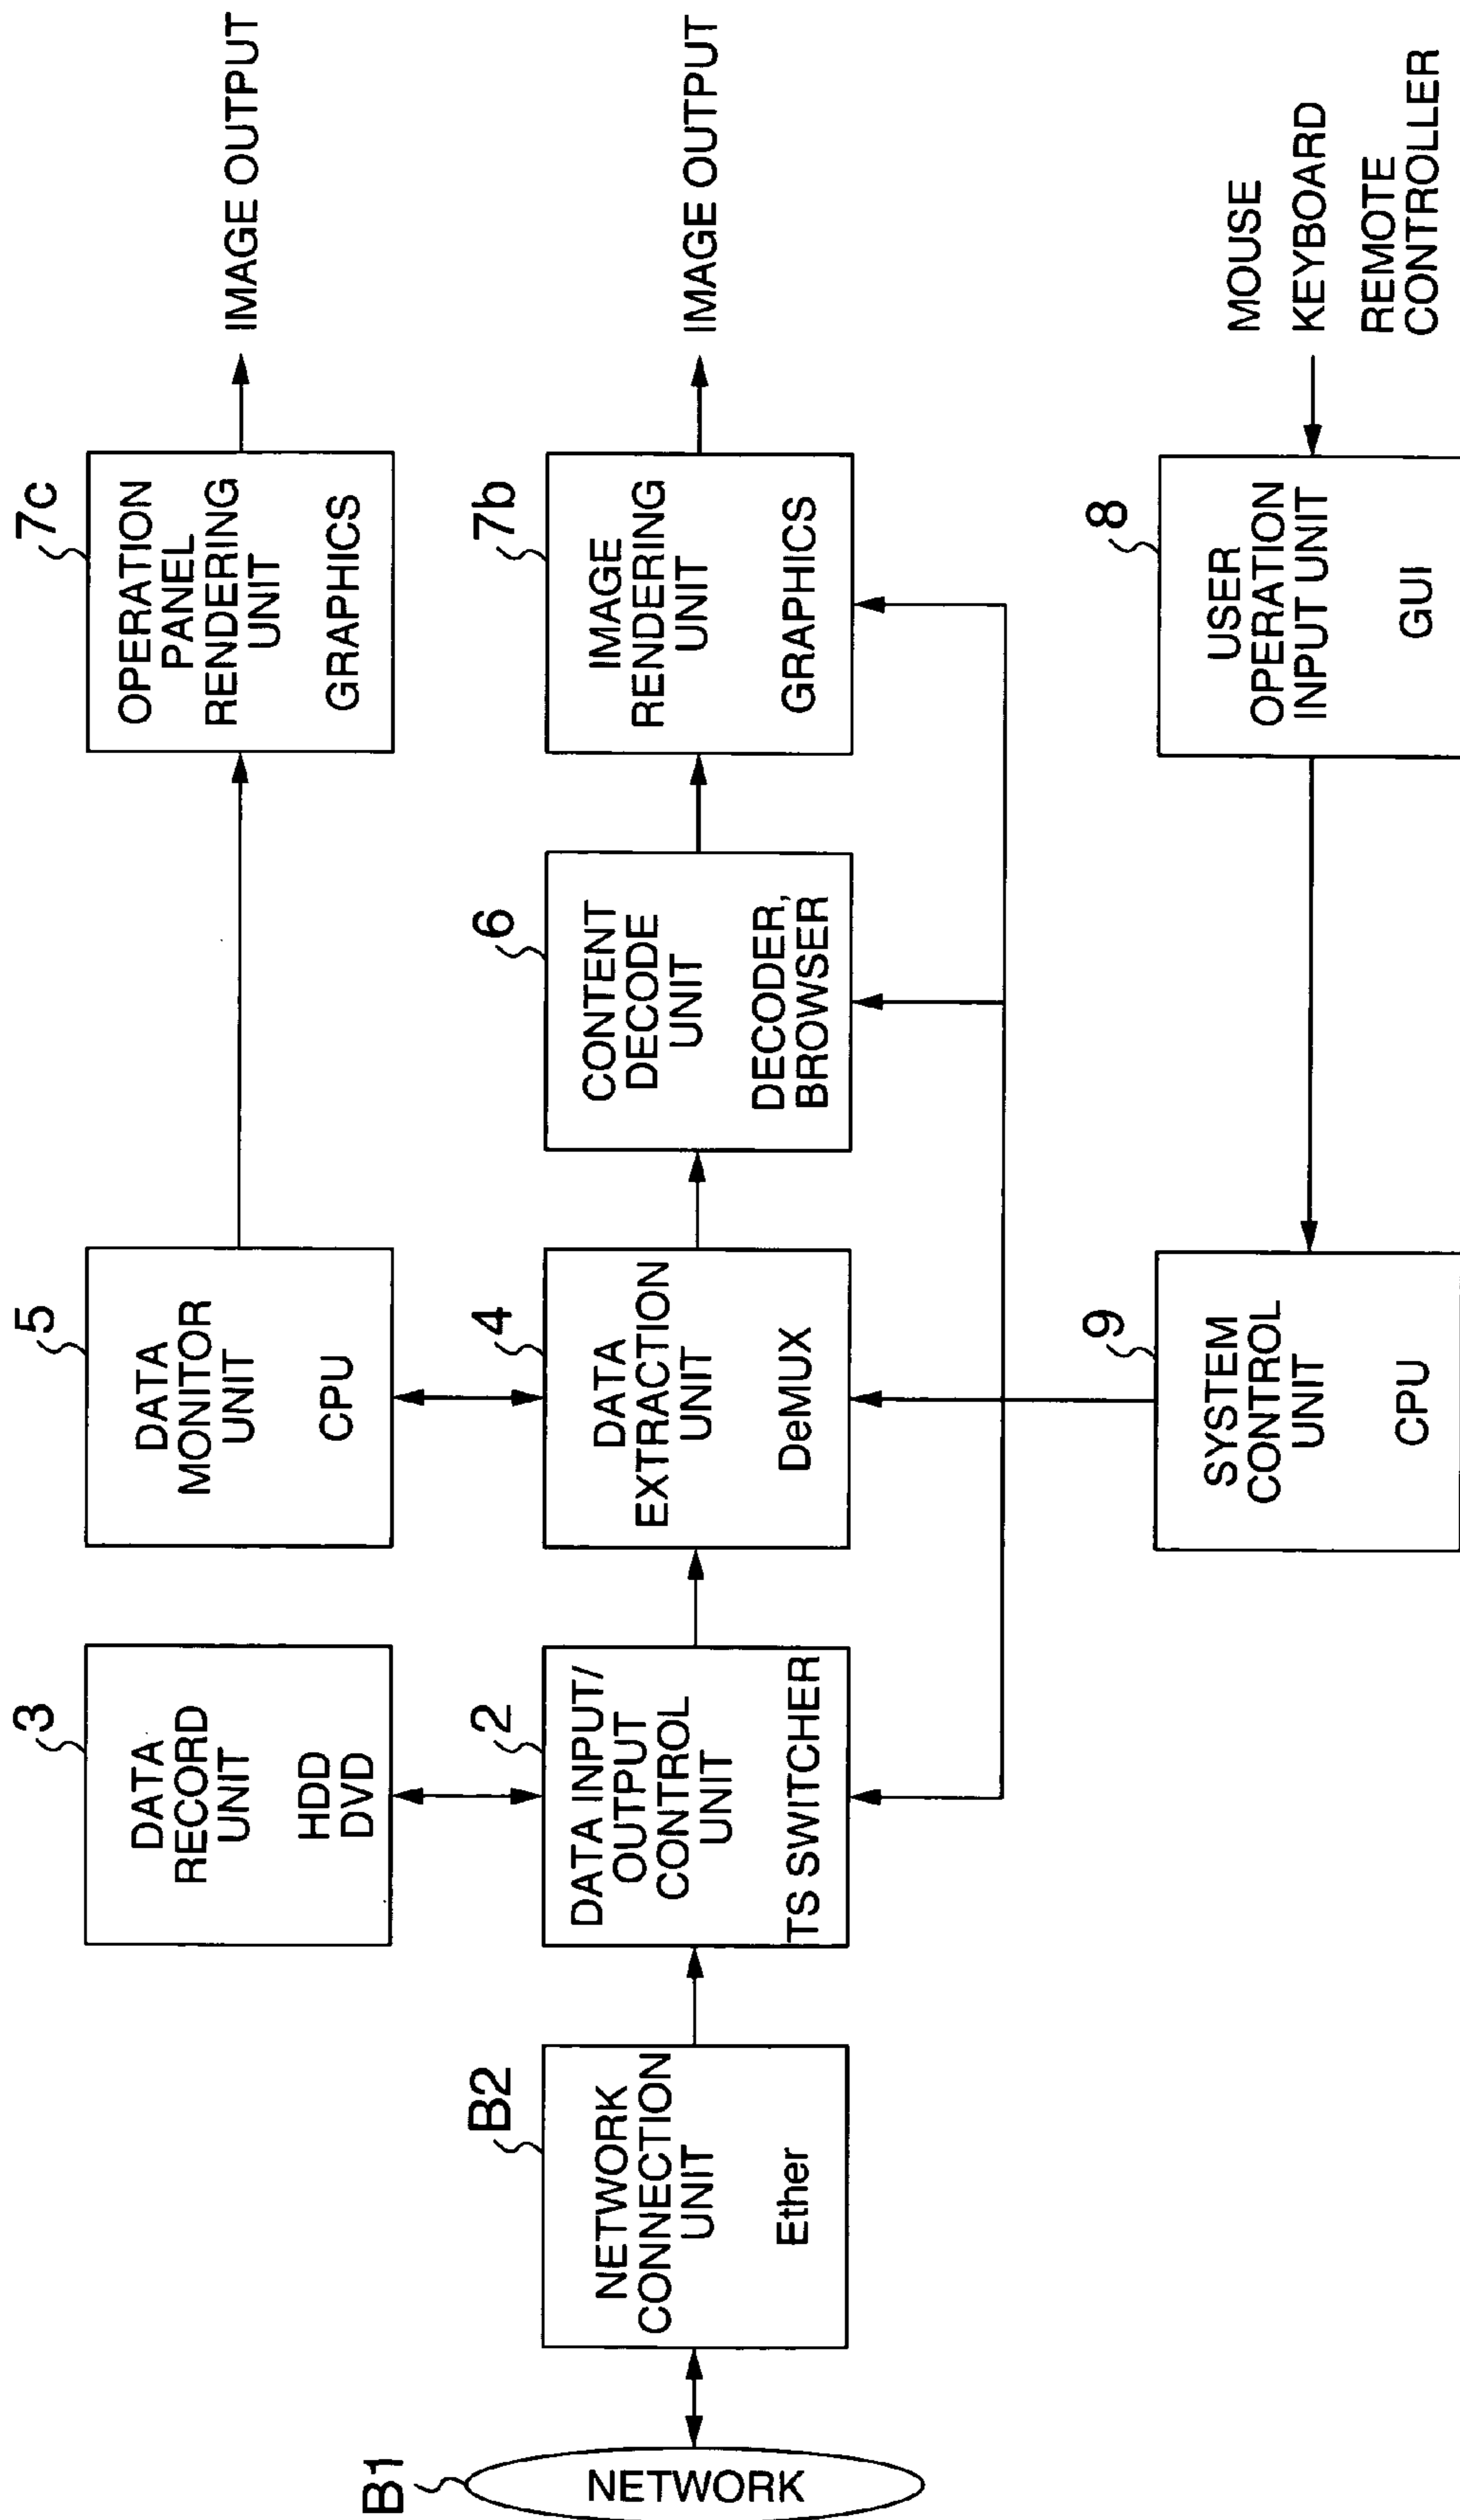 7c
OPERATION
PANEL
RENDERING
UNIT
GRAPHICS
IMAGE OUTPUT
5
DATA
MONITOR
UNIT
CPU
3
DATA
RECORD
UNIT
HDD
DVD
B1
NETWORK
B2
NETWORK
CONNECTION
UNIT
Ether
2
DATA INPUT/
OUTPUT
CONTROL
UNIT
TS SWITCHER
4
DATA
EXTRACTION
UNIT
DeMUX
6
CONTENT
DECODE
UNIT
DECODER,
BROWSER
7b
IMAGE
RENDERING
UNIT
GRAPHICS
IMAGE OUTPUT
9
SYSTEM
CONTROL
UNIT
CPU
8
USER
OPERATION
INPUT UNIT
GUI
MOUSE
KEYBOARD
REMOTE
CONTROLLER